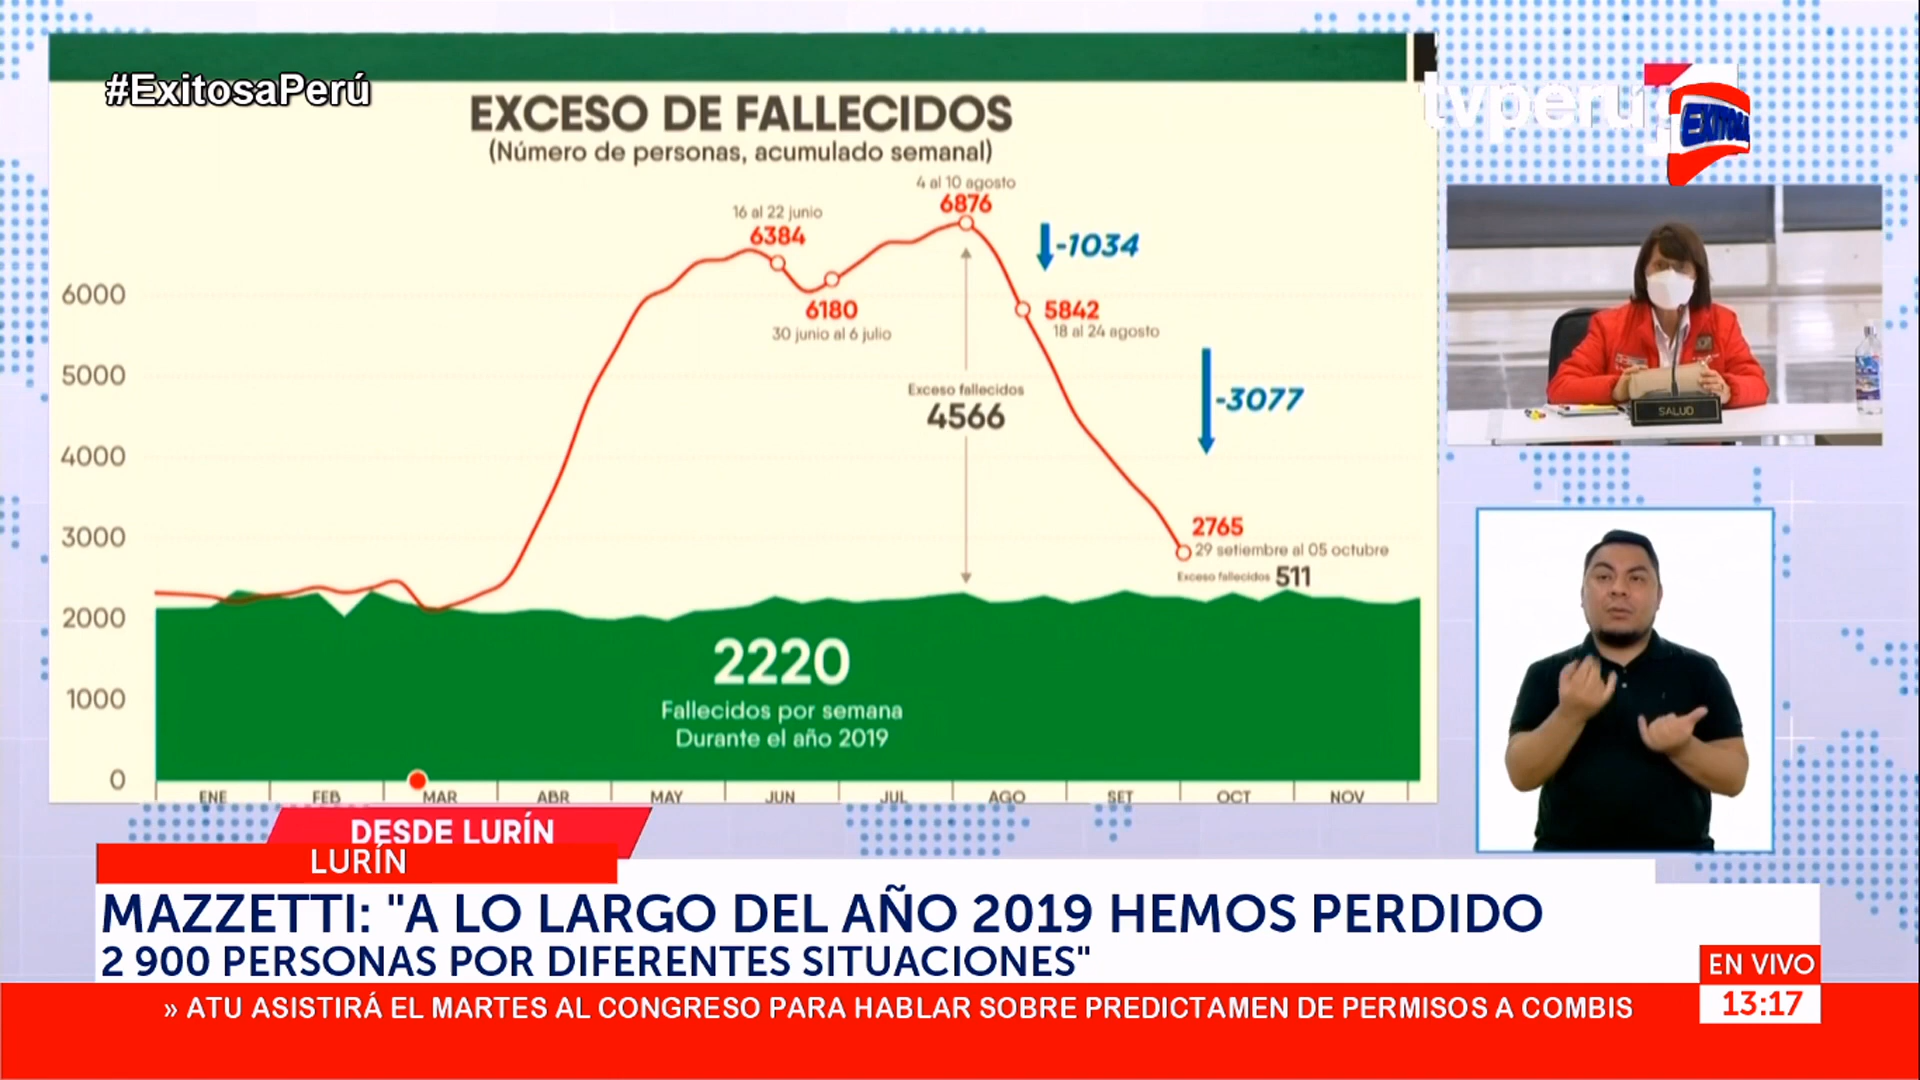 #ExitosaPerú
tvperu
EXITOSA
EXCESO DE FALLECIDOS
(Número de personas, acumulado semanal)
4 al 10 agosto
6876
16 al 22 junio
6384
-1034
6000
6180
30 junio al 6 julio
5842
18 al 24 agosto
5000
Exceso fallecidos
4566
-3077
4000
SALUD
3000
2765
29 setiembre al 05 octubre
Exceso fallecidos 511
2000
2220
Fallecidos por semana
Durante el año 2019
1000
0
ENE FEB MAR ABR MAY JUN JUL AGO SET OCT NOV
DESDE LURÍN
LURÍN
MAZZETTI: "A LO LARGO DEL AÑO 2019 HEMOS PERDIDO
2 900 PERSONAS POR DIFERENTES SITUACIONES"
EN VIVO
» ATU ASISTIRÁ EL MARTES AL CONGRESO PARA HABLAR SOBRE PREDICTAMEN DE PERMISOS A COMBIS
13:17